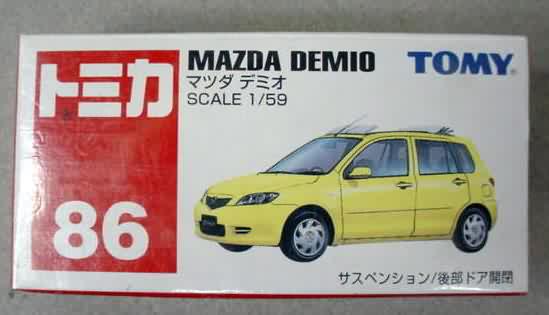 トミカ
86
MAZDA DEMIO
マツダ デミオ
SCALE 1/59
TOMY®
サスペンション/後部ドア開閉